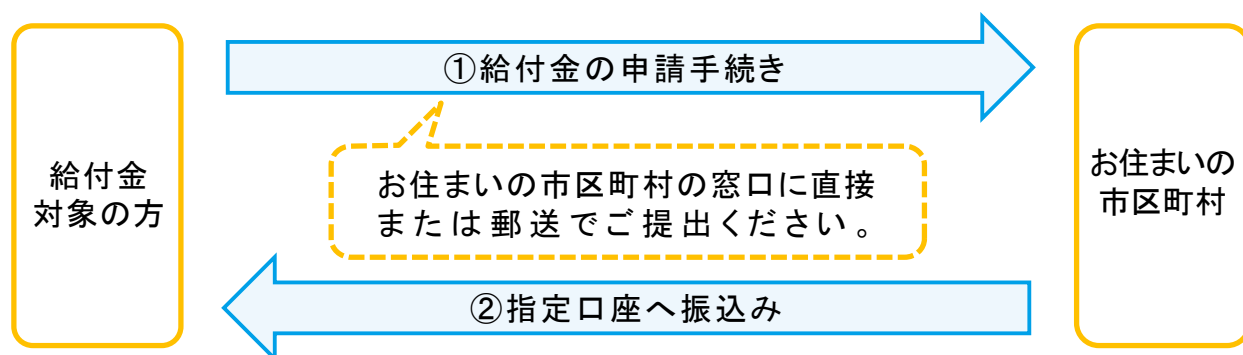 ①給付金の申請手続き
給付金
対象の方
お住まいの市区町村の窓口に直接
または郵送でご提出ください。
お住まいの
市区町村
②指定口座へ振込み